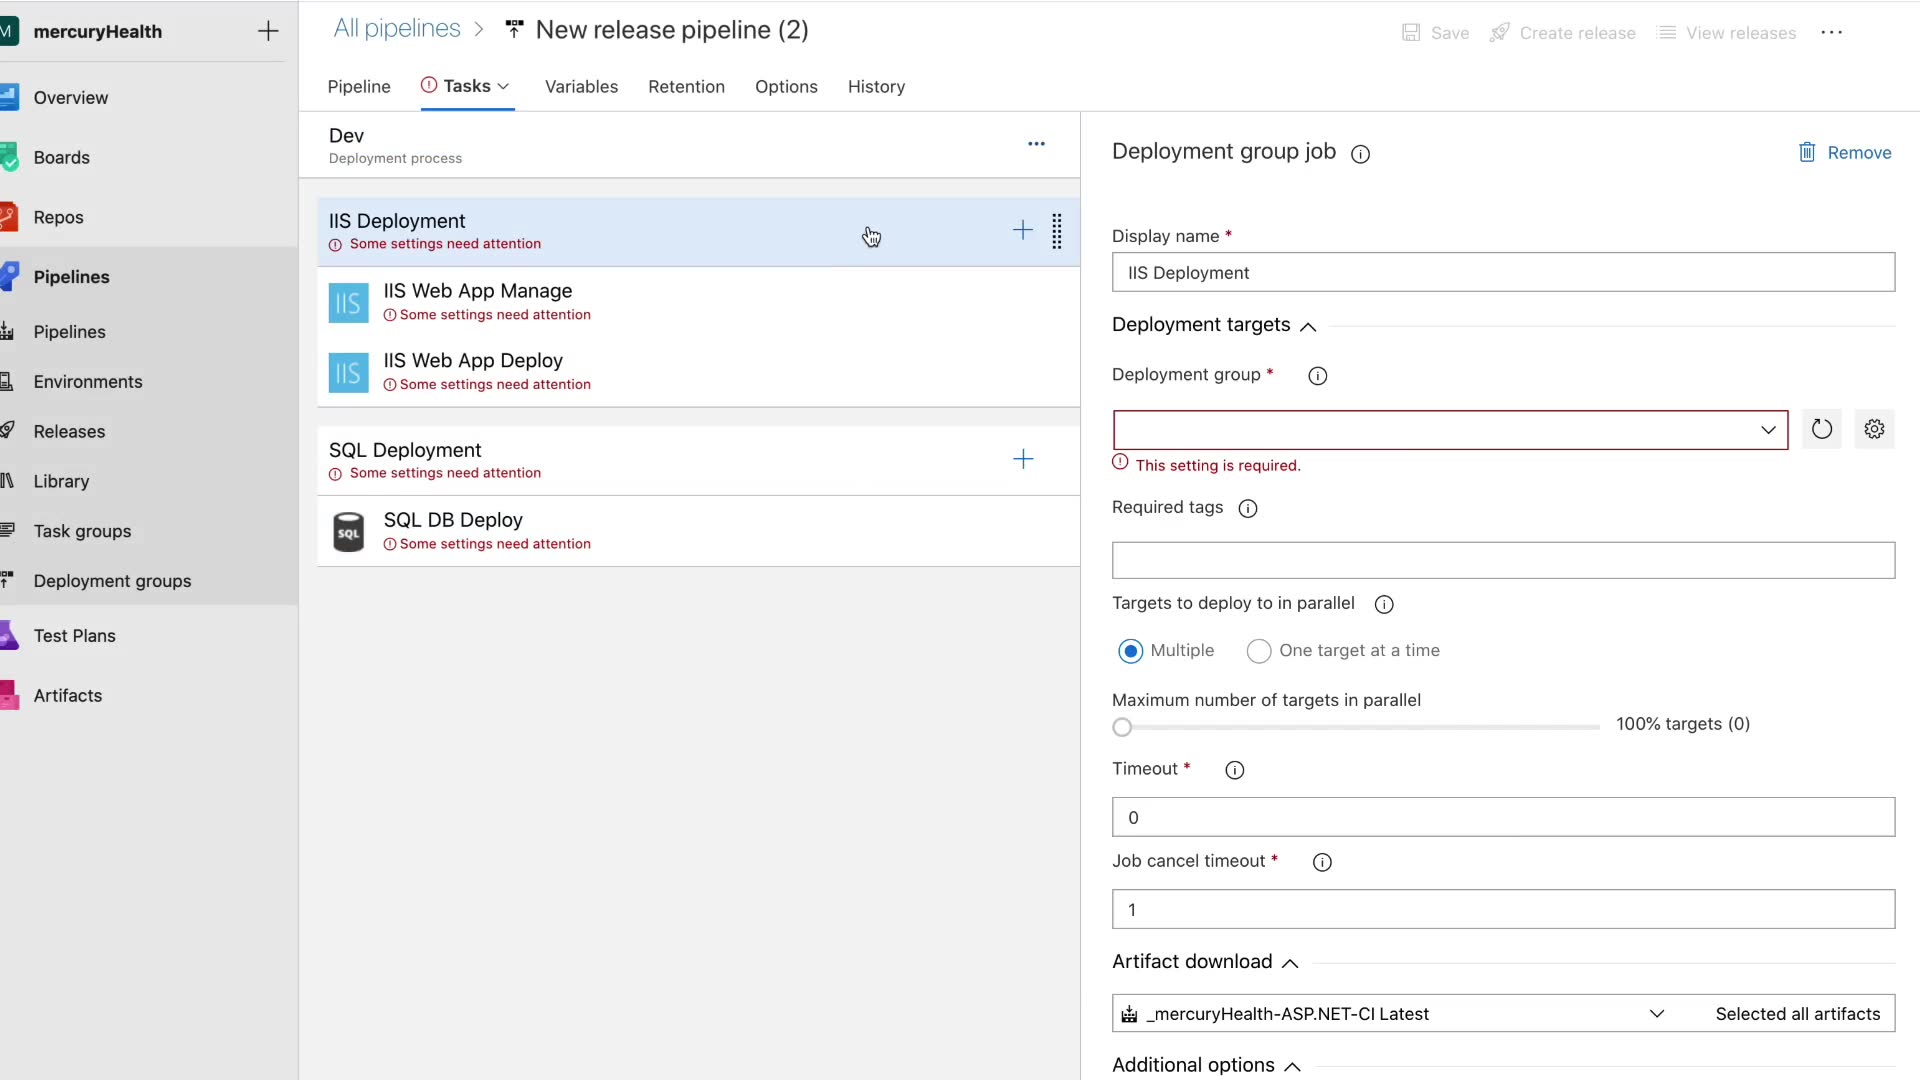 M mercuryHealth
All pipelines > New release pipeline (2)
Save Create release View releases ...
Overview
Boards
Repos
Pipelines
Pipelines
Environments
Releases
Library
Task groups
Deployment groups
Test Plans
Artifacts
Pipeline Tasks Variables Retention Options History
Dev
Deployment process
IIS Deployment
Some settings need attention
IIS
IIS Web App Manage
Some settings need attention
IIS
IIS Web App Deploy
Some settings need attention
SQL Deployment
Some settings need attention
SQL
SQL DB Deploy
Some settings need attention
Deployment group job
Remove
Display name *
IIS Deployment
Deployment targets
Deployment group *
This setting is required.
Required tags
Targets to deploy to in parallel
Multiple One target at a time
Maximum number of targets in parallel
100% targets (0)
Timeout *
0
Job cancel timeout *
1
Artifact download
_mercuryHealth-ASP.NET-CI Latest Selected all artifacts
Additional options